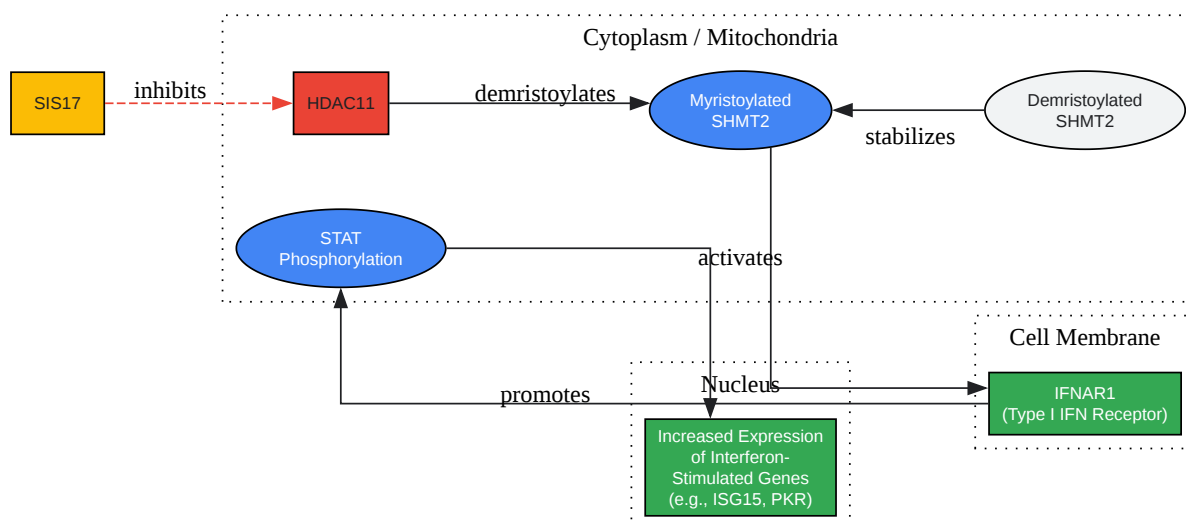 Cytoplasm / Mitochondria
SIS17
inhibits
HDAC11
demristoylates
Myristoylated
SHMT2
stabilizes
Demristoylated
SHMT2
STAT
Phosphorylation
activates
Cell Membrane
Nucleus
promotes
IFNAR1
(Type I IFN Receptor)
Increased Expression
of Interferon-
Stimulated Genes
(e.g., ISG15, PKR)